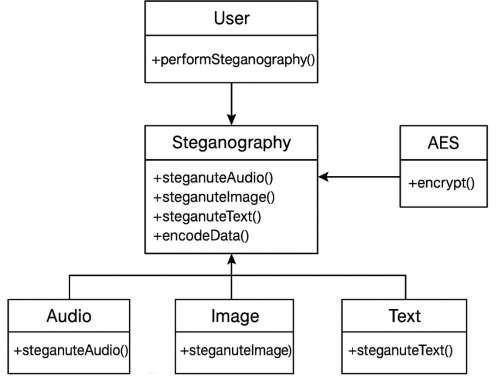 User
+performSteganography()
Steganography
+steganuteAudio()
+steganuteImage()
+steganuteText()
+encodeData()
AES
+encrypt()
Audio
+steganuteAudio()
Image
+steganuteImage)
Text
+steganuteText()